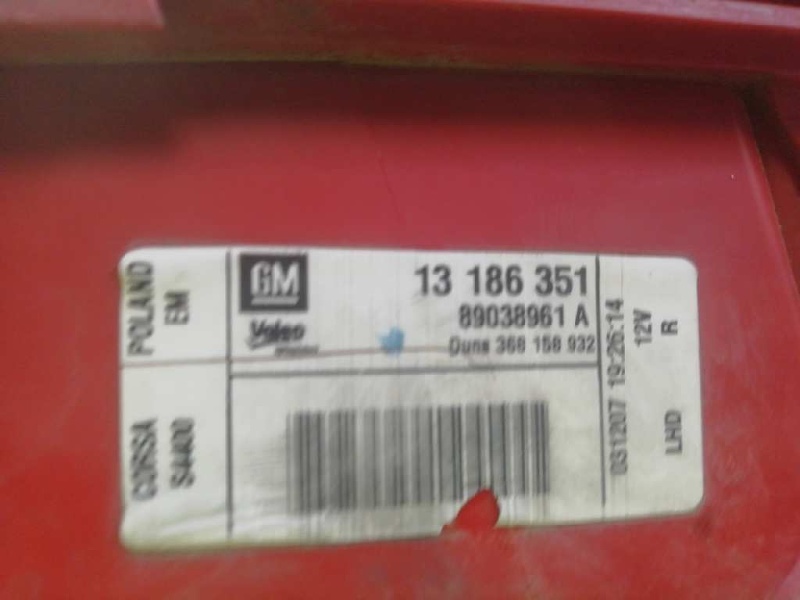 POLAND
EM
GM
Valeo
13 186 351
89038961 A
Duns 368 158 932
CORSA
S4400
031207 19:26:14
12V
R
LHD